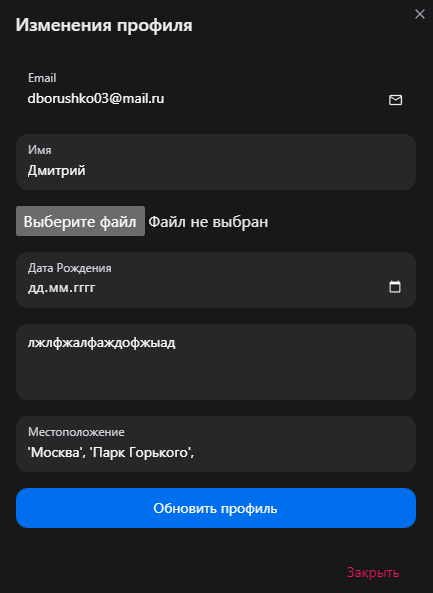 Изменения профиля
Email
dborushko03@mail.ru
Имя
Дмитрий
Выберите файл Файл не выбран
Дата Рождения
дд.мм.гггг
лжлфжалфаждофжыад
Местоположение
'Москва', 'Парк Горького',
Обновить профиль
Закрыть